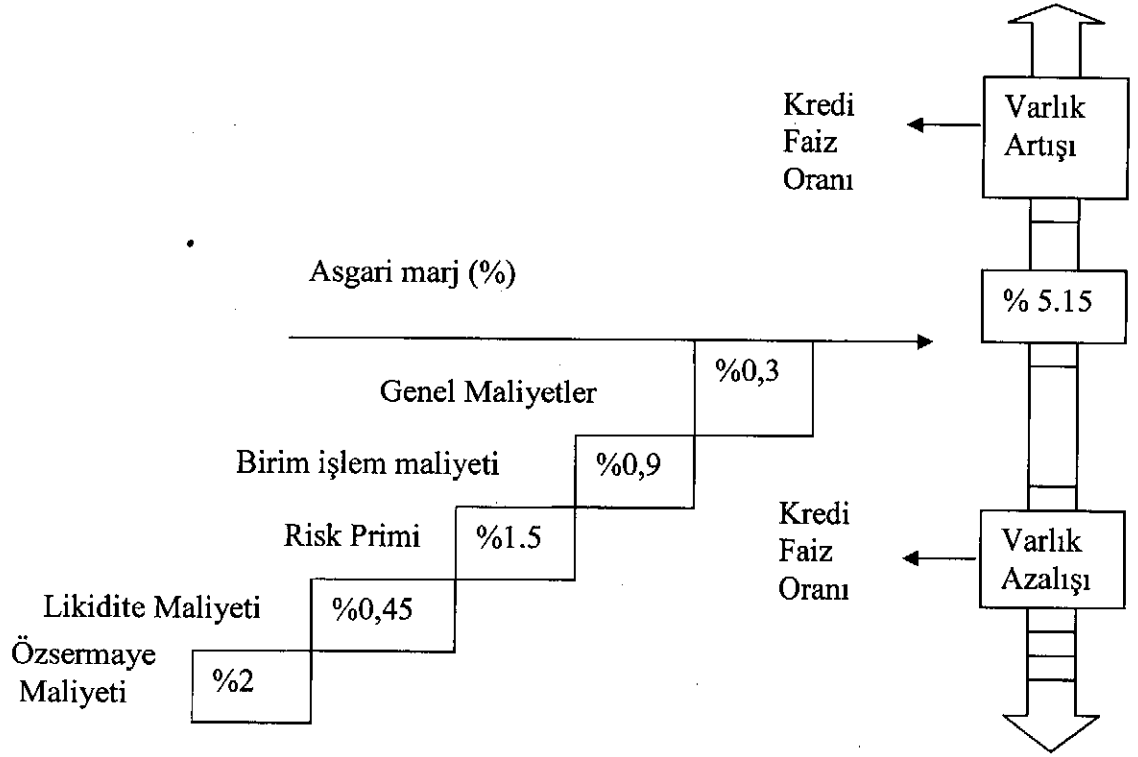 Kredi
Faiz
Oranı
Varlık
Artışı
Asgari marj (%)
% 5.15
%0,3
Genel Maliyetler
Birim işlem maliyeti
%0,9
Risk Primi
%1.5
Kredi
Faiz
Oranı
Varlık
Azalışı
Likidite Maliyeti
%0,45
Özsermaye
Maliyeti
%2